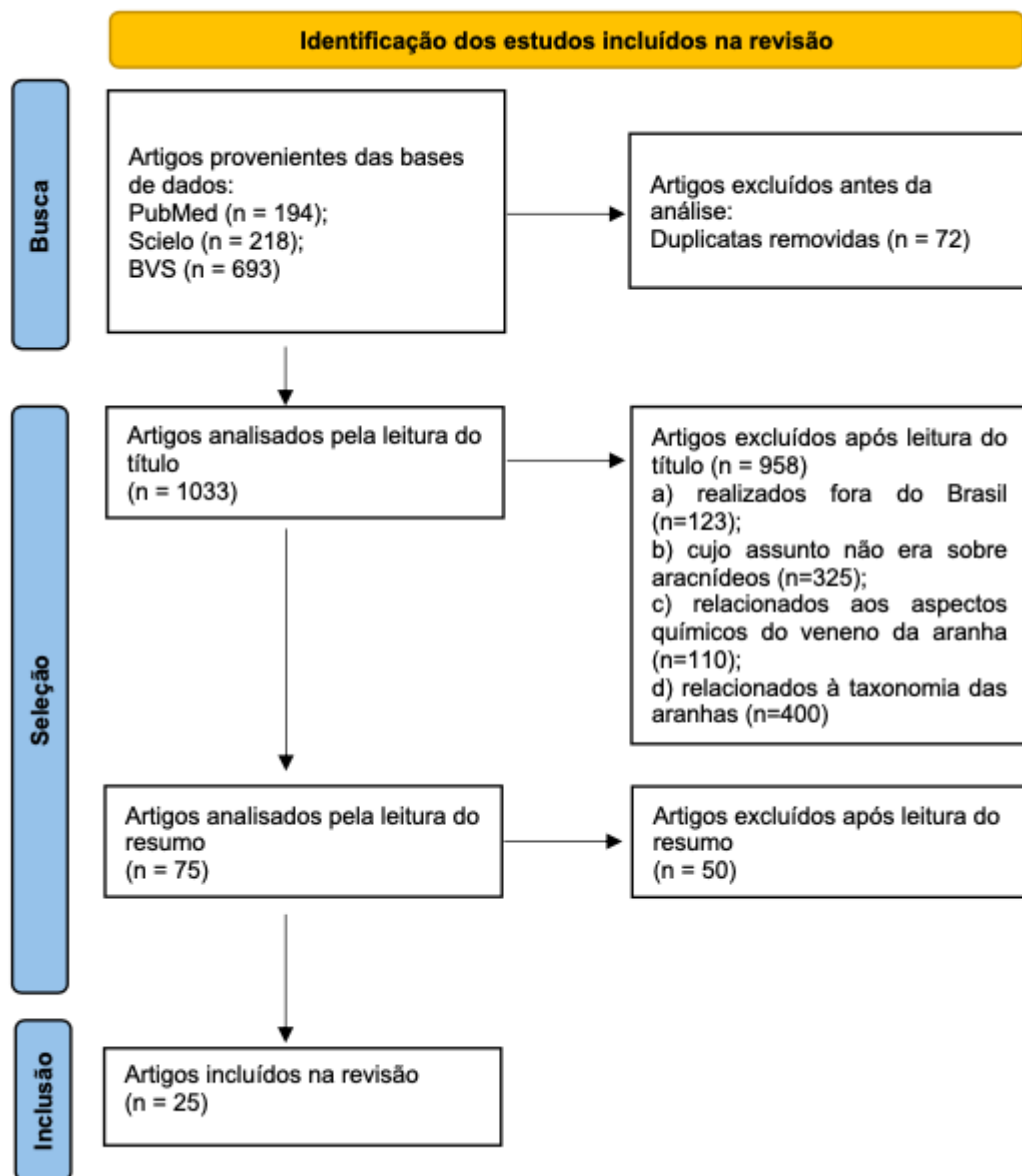 Identificação dos estudos incluídos na revisão
Busca
Artigos provenientes das bases
de dados:
PubMed (n = 194);
Scielo (n = 218);
BVS (n = 693)
Artigos excluídos antes da
análise:
Duplicatas removidas (n = 72)
Seleção
Artigos analisados pela leitura do
título
(n = 1033)
Artigos excluídos após leitura do
título (n = 958)
a) realizados fora do Brasil
(n=123);
b) cujo assunto não era sobre
aracnídeos (n=325);
c) relacionados aos aspectos
químicos do veneno da aranha
(n=110);
d) relacionados à taxonomia das
aranhas (n=400)
Artigos analisados pela leitura do
resumo
(n = 75)
Artigos excluídos após leitura do
resumo
(n = 50)
Inclusão
Artigos incluídos na revisão
(n = 25)